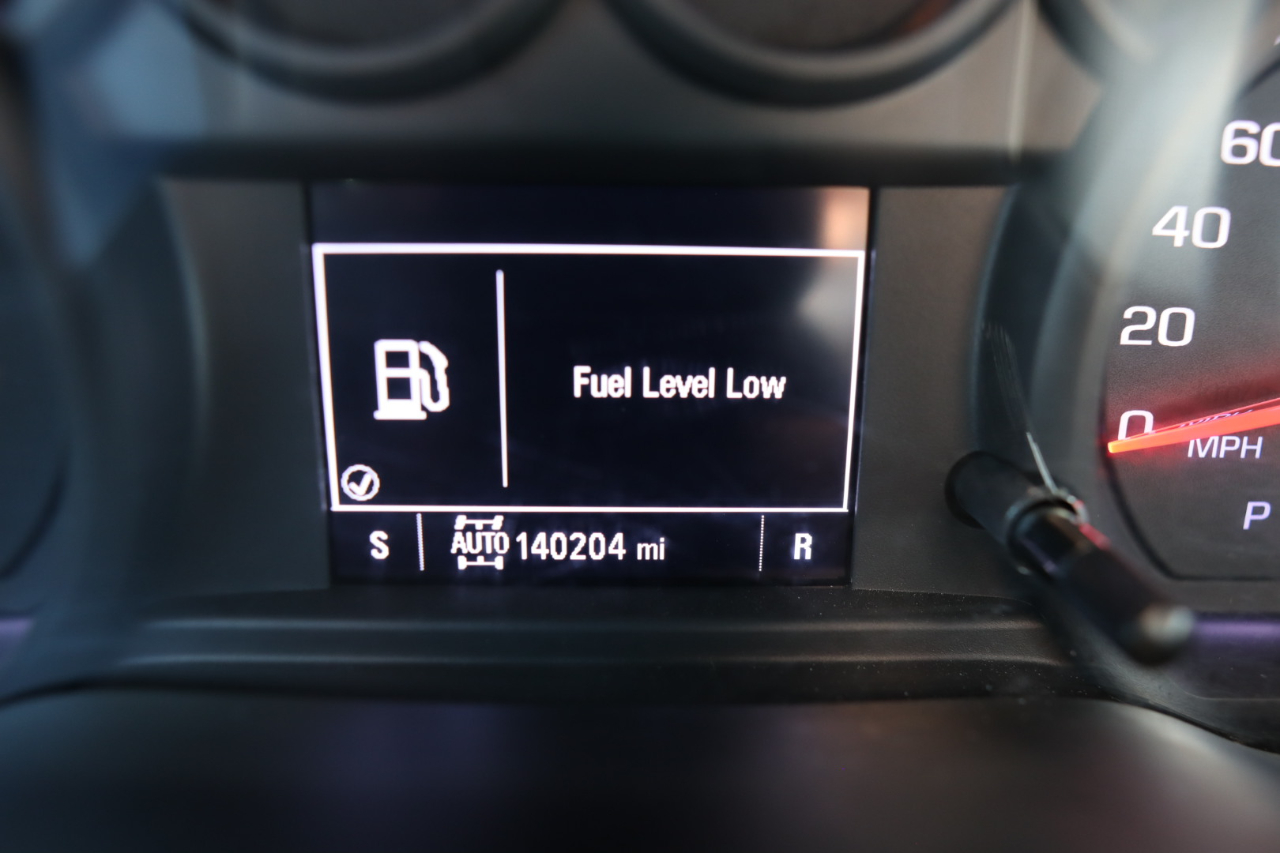 60
40
Fuel Level Low
20
0
MPH
P
S AUTO 140204 mi R